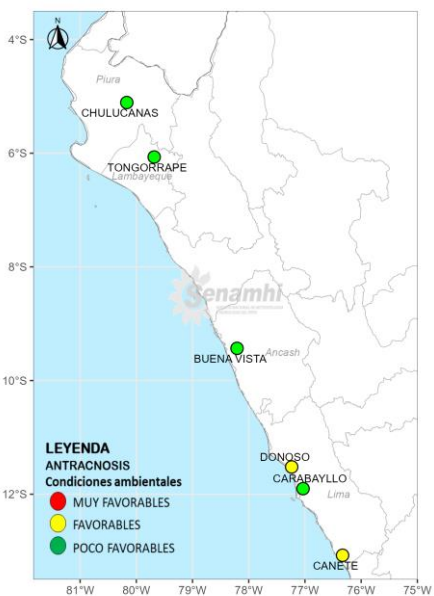 N
4°S
Piura
CHULUCANAS
6°S
TONGORRAPE
Lambayeque
8°S
Senamhi
BUENA VISTA
Ancash
10°S
LEYENDA
ANTRACNOSIS
Condiciones ambientales
MUY FAVORABLES
FAVORABLES
POCO FAVORABLES
DONOSO
CARABAYLLO
12°S
Lima
CAÑETE
81°W 79°W 78°W 77°W 76°W 75°W